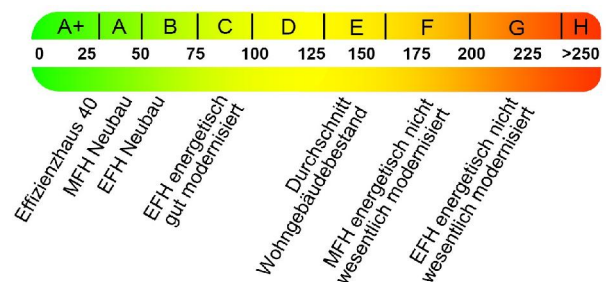 A+ A B C D E F G H
0 25 50 75 100 125 150 175 200 225 >250
Effizienzhaus 40
MFH Neubau
EFH Neubau
EFH energetisch
gut modernisiert
Durchschnitt
Wohngebäudebestand
MFH energetisch nicht
wesentlich modernisiert
EFH energetisch nicht
wesentlich modernisiert